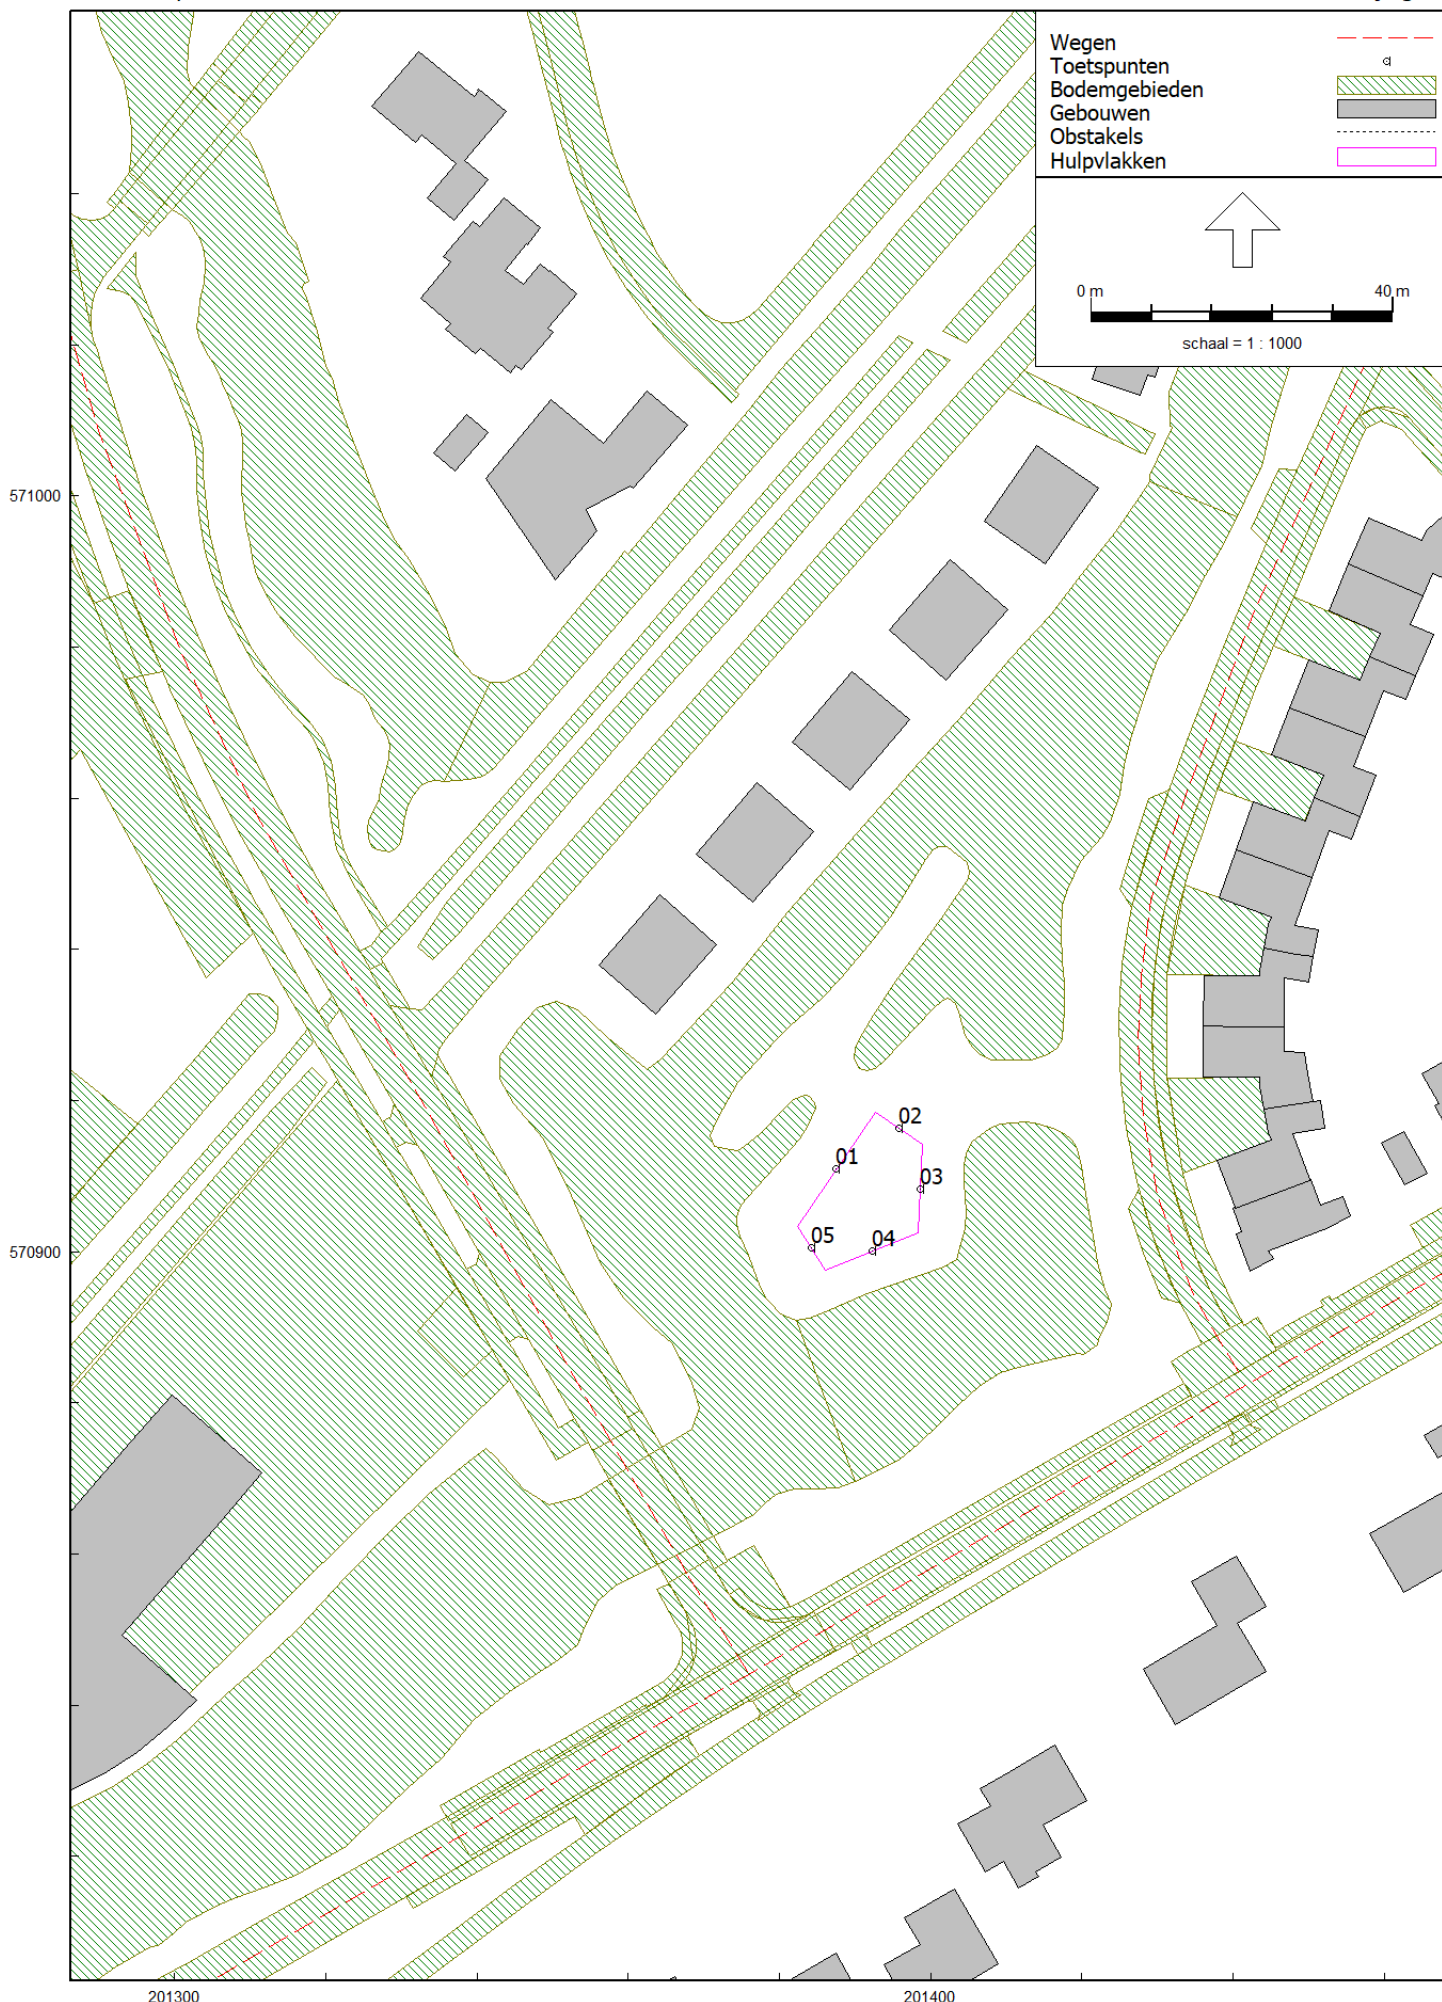 Wegen
Toetspunten
Bodemgebieden
Gebouwen
Obstakels
Hulpvlakken
0 m 40 m
schaal = 1 : 1000
571000
02
01
03
05 04
570900
201300 201400